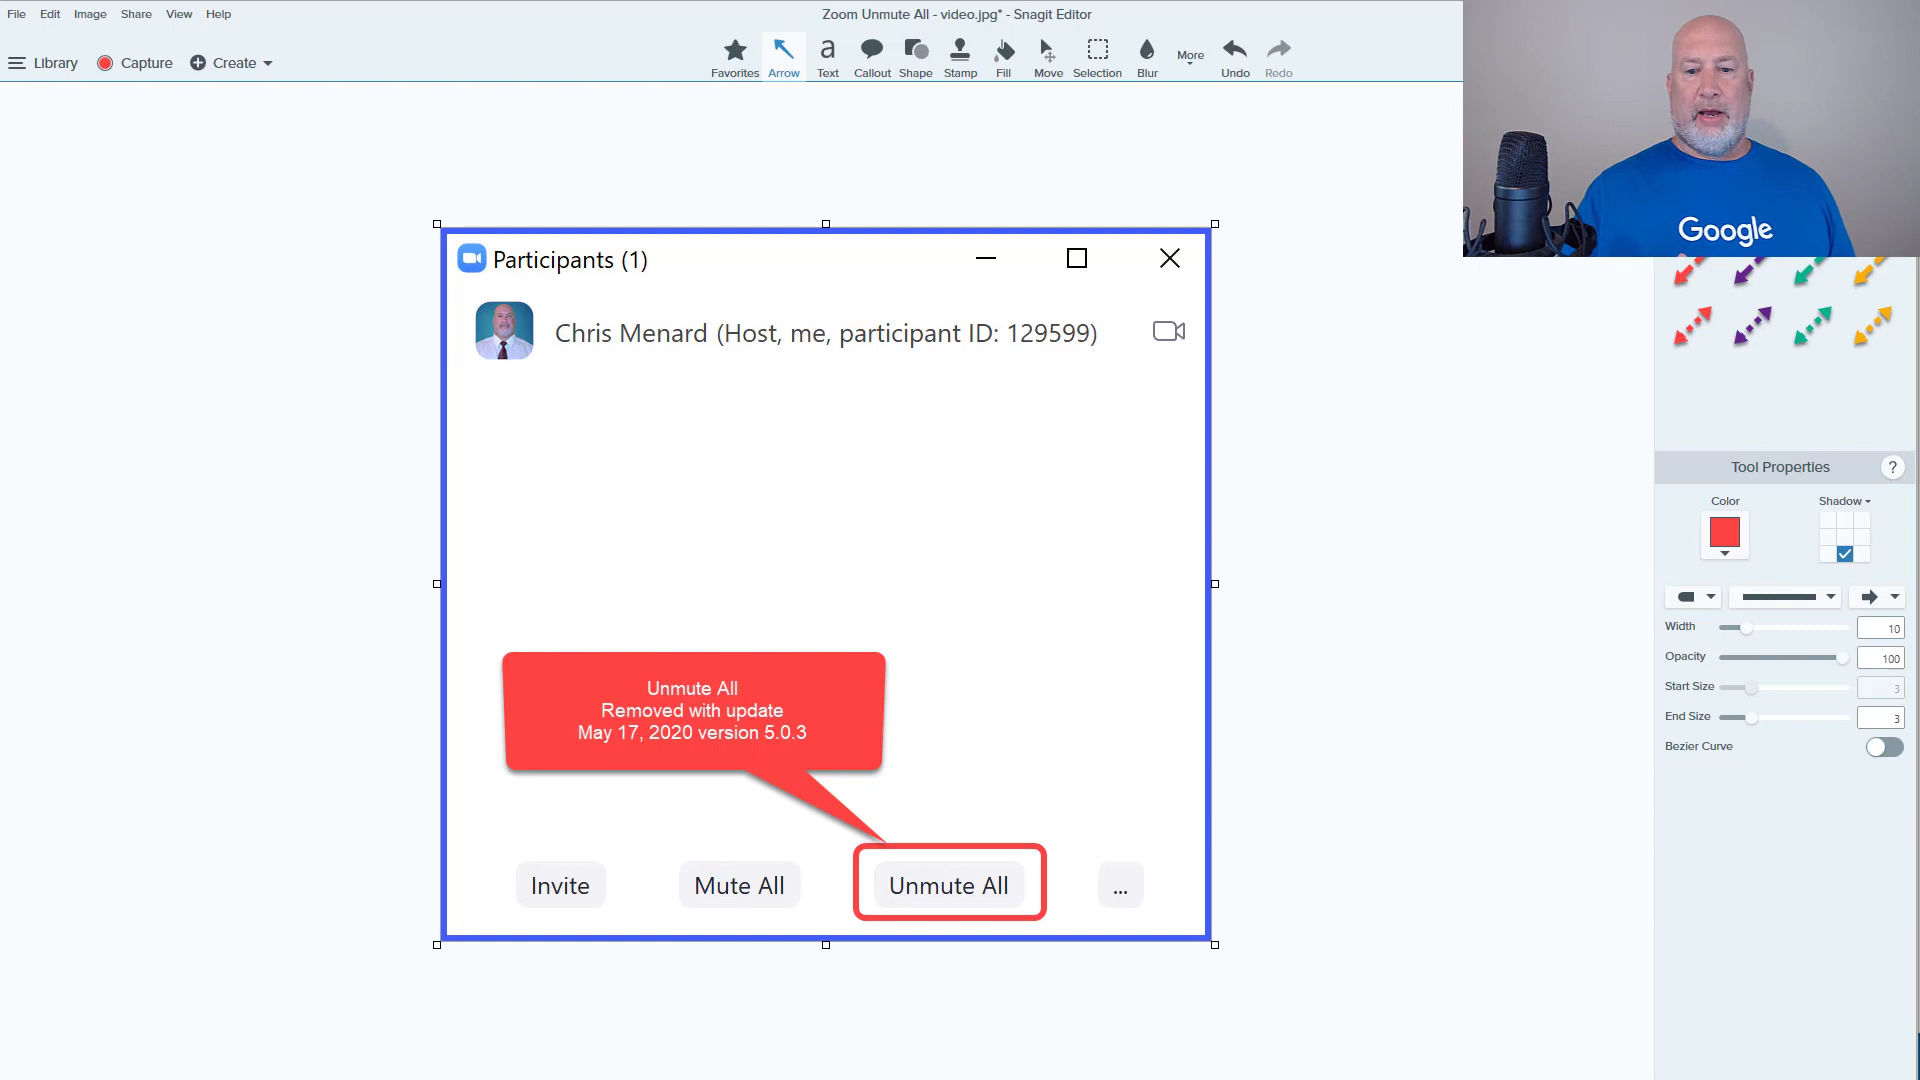 File Edit Image Share View Help
Zoom Unmute All - video.jpg* - Snagit Editor
Library Capture Create
Favorites Arrow Text Callout Shape Stamp Fill Move Selection Blur More Undo Redo
Google
Participants (1)
Chris Menard (Host, me, participant ID: 129599)
Unmute All
Removed with update
May 17, 2020 version 5.0.3
Invite Mute All Unmute All ...
Tool Properties ?
Color Shadow
Width 10
Opacity 100
Start Size 3
End Size 3
Bezier Curve